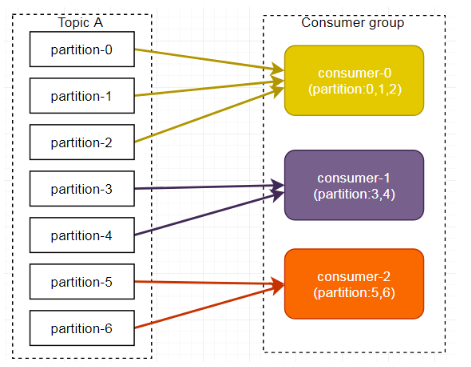 Topic A
partition-0
partition-1
partition-2
partition-3
partition-4
partition-5
partition-6
Consumer group
consumer-0
(partition:0,1,2)
consumer-1
(partition:3,4)
consumer-2
(partition:5,6)